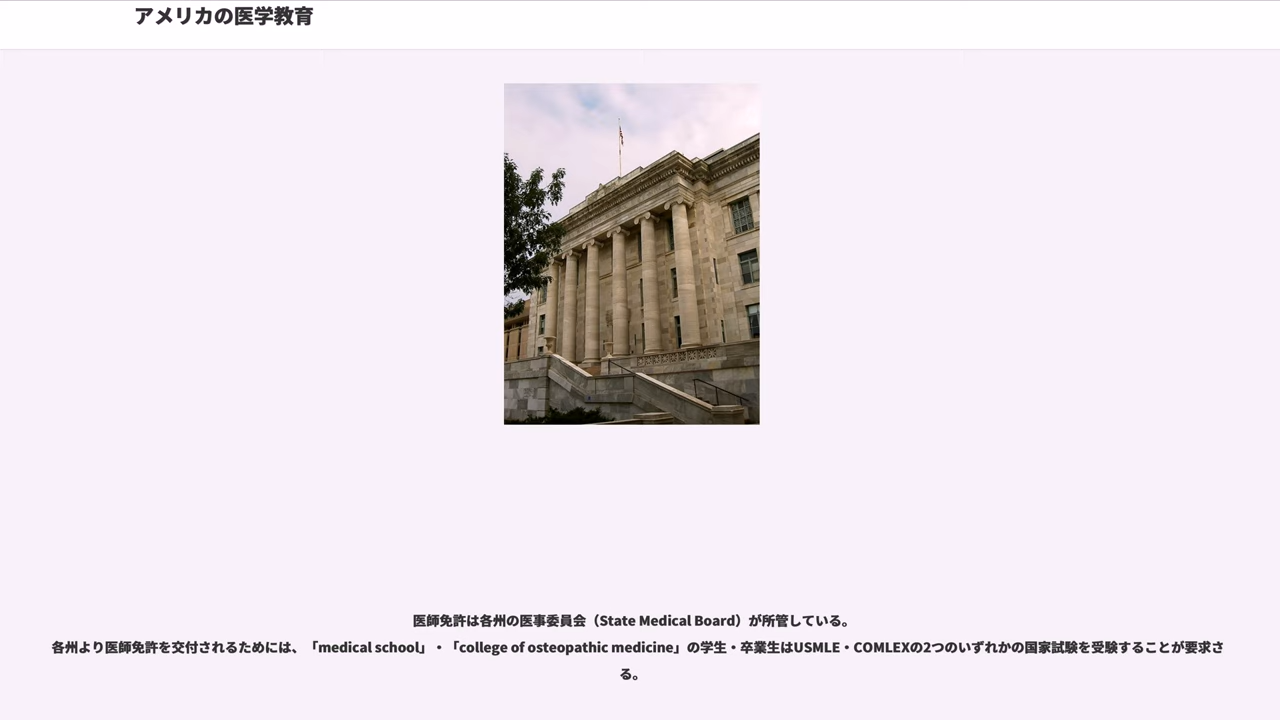 アメリカの医学教育
医師免許は各州の医事委員会（State Medical Board）が所管している。
各州より医師免許を交付されるためには、「medical school」・「college of osteopathic medicine」の学生・卒業生はUSMLE・COMLEXの2つのいずれかの国家試験を受験することが要求さ
る。